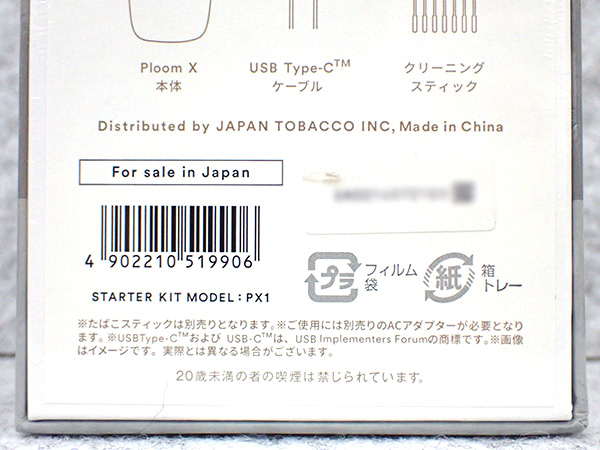 Ploom X
本体
USB Type-C™
ケーブル
クリーニング
スティック
Distributed by JAPAN TOBACCO INC, Made in China
For sale in Japan
4 902210 519906
プラ
フィルム
袋
紙
箱
トレー
STARTER KIT MODEL: PX1
※たばこスティックは別売りとなります。※ご使用には別売りのACアダプターが必要となり
ます。※USBType-C™および USB-C™は、USB Implementers Forumの商標です。※画像
はイメージです。 実際とは異なる場合がございます。
20歳未満の者の喫煙は禁じられています。